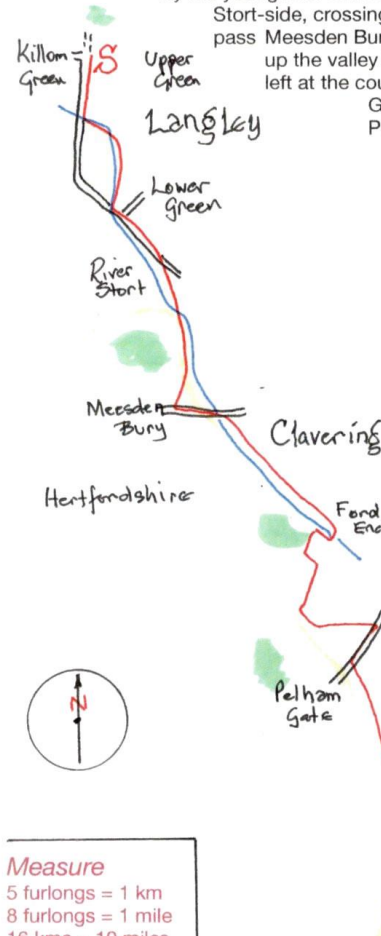 Stort-side, crossing
pass Meesden Bur
up the valley
left at the cou
G
P
Killom
Green
S
Upper
Green
Langley
Lower
Green
River
Stort
Meesden
Bury
Clavering
Hertfordshire
Ford
End
Pelham
Gate
N
Measure
5 furlongs = 1 km
8 furlongs = 1 mile